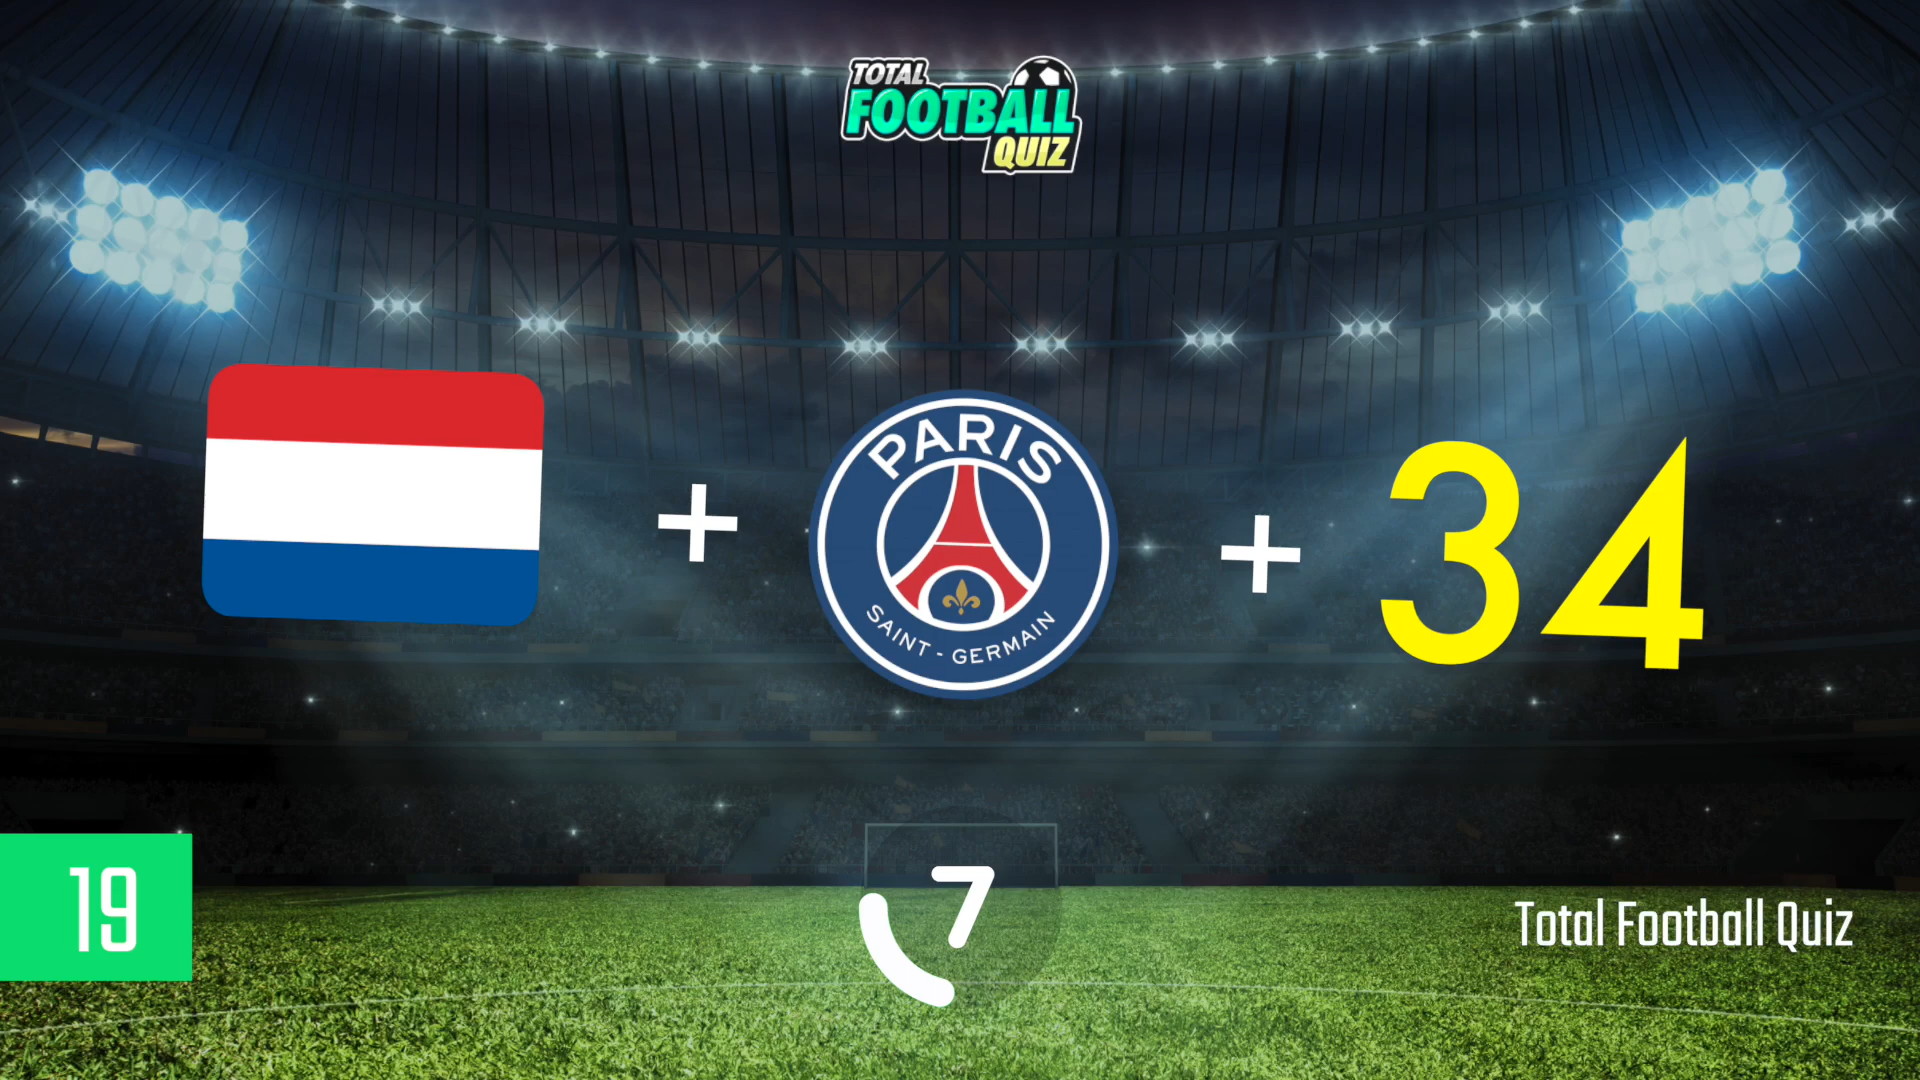 TOTAL
FOOTBALL
QUIZ
+
PARIS
SAINT - GERMAIN
+
34
19
7
Total Football Quiz